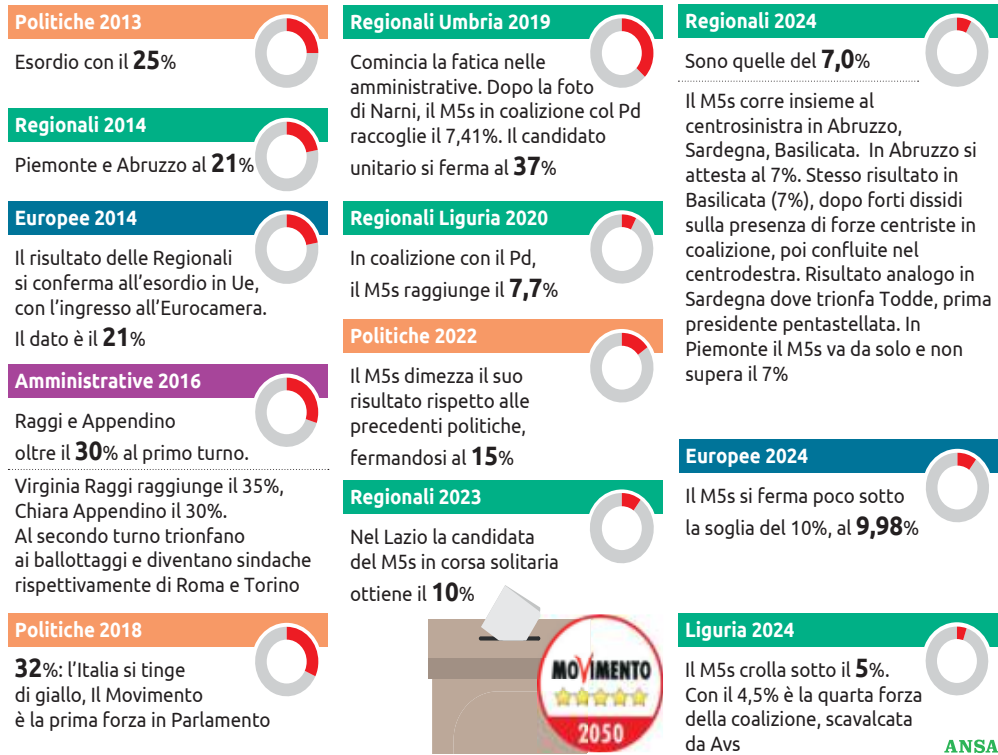 Politiche 2013
Esordio con il 25%
Regionali 2014
Piemonte e Abruzzo al 21%
Europee 2014
Il risultato delle Regionali
si conferma all'esordio in Ue,
con l'ingresso all'Eurocamera.
Il dato è il 21%
Amministrative 2016
Raggi e Appendino
oltre il 30% al primo turno.
Virginia Raggi raggiunge il 35%,
Chiara Appendino il 30%.
Al secondo turno trionfano
ai ballottaggi e diventano sindache
rispettivamente di Roma e Torino
Politiche 2018
32%: l'Italia si tinge
di giallo, Il Movimento
è la prima forza in Parlamento
Regionali Umbria 2019
Comincia la fatica nelle
amministrative. Dopo la foto
di Narni, il M5s in coalizione col Pd
raccoglie il 7,41%. Il candidato
unitario si ferma al 37%
Regionali Liguria 2020
In coalizione con il Pd,
il M5s raggiunge il 7,7%
Politiche 2022
Il M5s dimezza il suo
risultato rispetto alle
precedenti politiche,
fermandosi al 15%
Regionali 2023
Nel Lazio la candidata
del M5s in corsa solitaria
ottiene il 10%
MOVIMENTO
2050
Regionali 2024
Sono quelle del 7,0%
Il M5s corre insieme al
centrosinistra in Abruzzo,
Sardegna, Basilicata. In Abruzzo si
attesta al 7%. Stesso risultato in
Basilicata (7%), dopo forti dissidi
sulla presenza di forze centriste in
coalizione, poi confluite nel
centrodestra. Risultato analogo in
Sardegna dove trionfa Todde, prima
presidente pentastellata. In
Piemonte il M5s va da solo e non
supera il 7%
Europee 2024
Il M5s si ferma poco sotto
la soglia del 10%, al 9,98%
Liguria 2024
Il M5s crolla sotto il 5%.
Con il 4,5% è la quarta forza
della coalizione, scavalcata
da Avs
ANSA